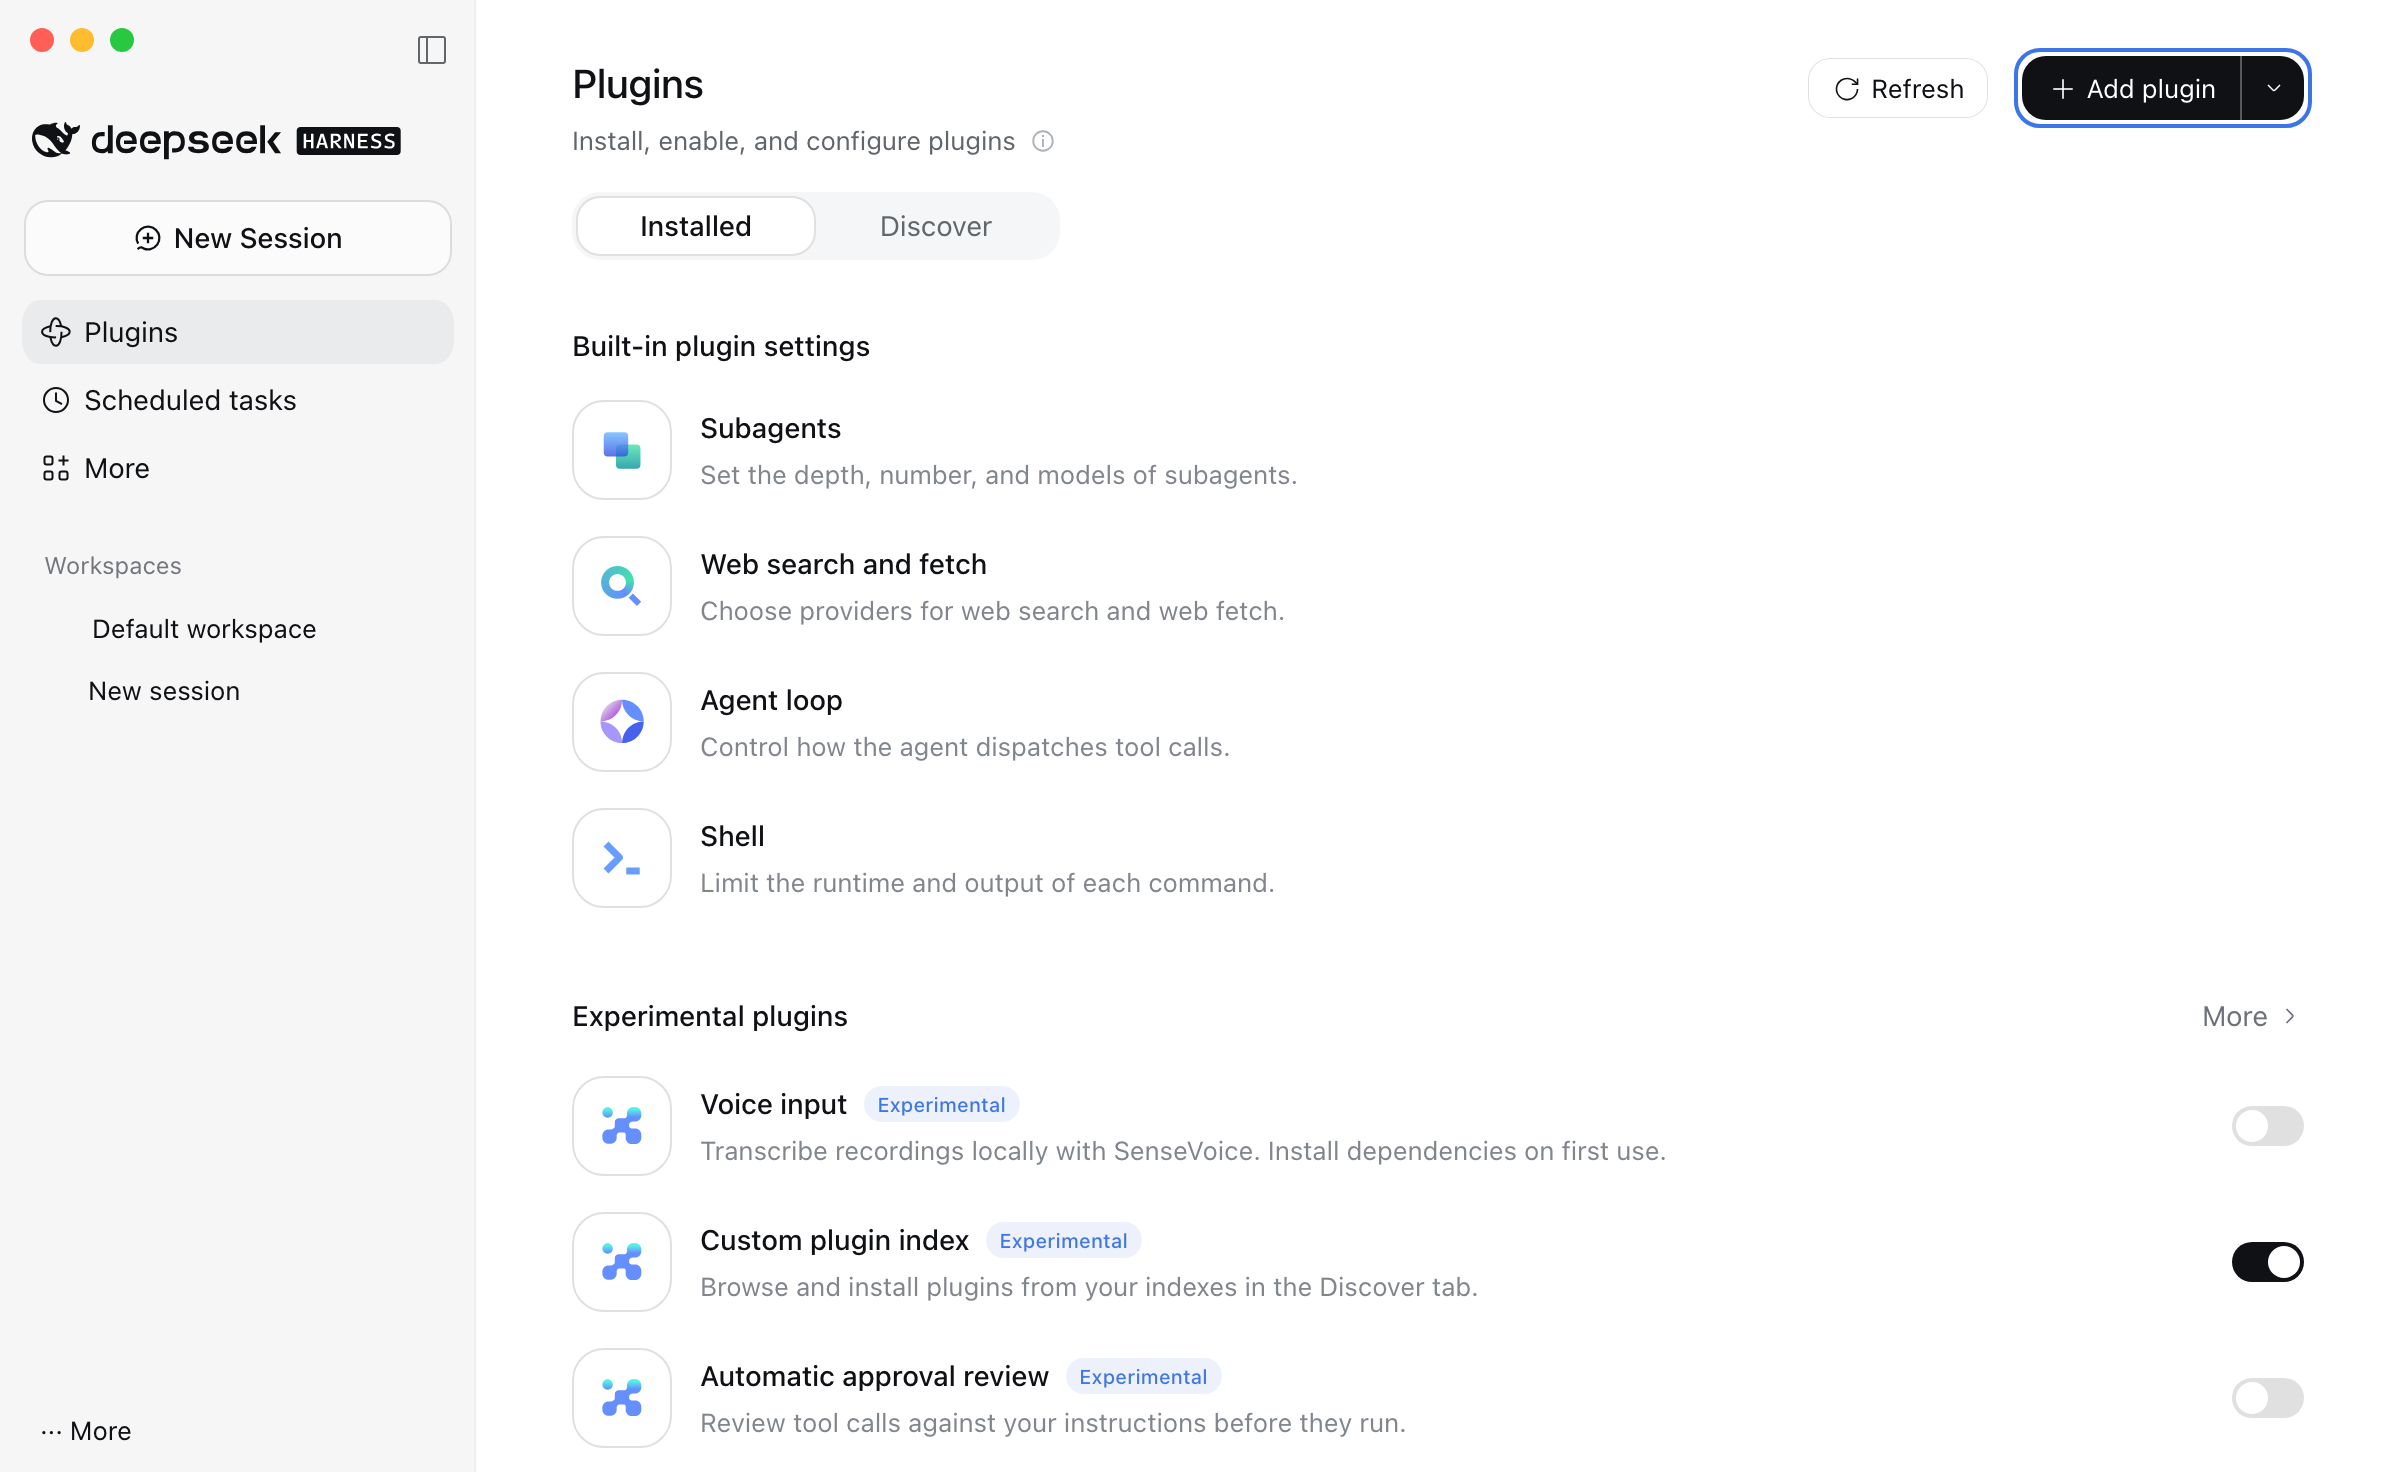 deepseek HARNESS
New Session
Plugins
Scheduled tasks
More
Workspaces
Default workspace
New session
··· More
Plugins
Install, enable, and configure plugins
Refresh
Add plugin
Installed
Discover
Built-in plugin settings
Subagents
Set the depth, number, and models of subagents.
Web search and fetch
Choose providers for web search and web fetch.
Agent loop
Control how the agent dispatches tool calls.
Shell
Limit the runtime and output of each command.
Experimental plugins
More
Voice input Experimental
Transcribe recordings locally with SenseVoice. Install dependencies on first use.
Custom plugin index Experimental
Browse and install plugins from your indexes in the Discover tab.
Automatic approval review Experimental
Review tool calls against your instructions before they run.